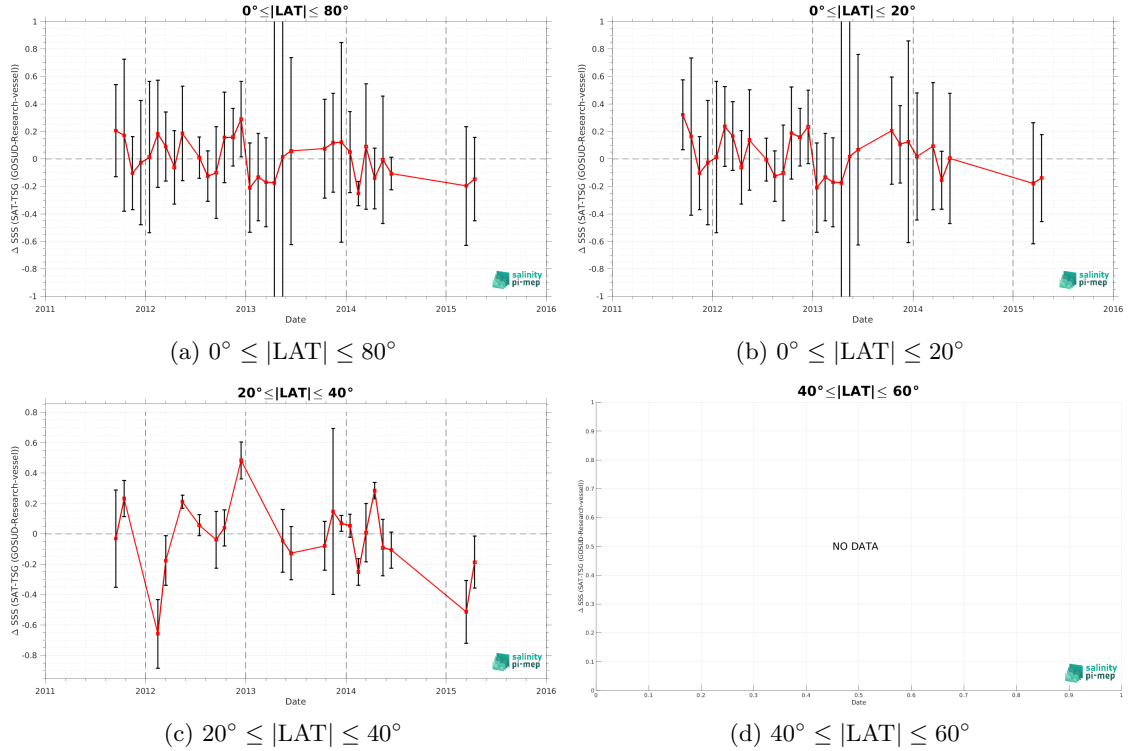 0°≤|LAT|≤ 80°
Δ SSS (SAT-TSG (GOSUD-Research-vessel))
1
0.8
0.6
0.4
0.2
0
-0.2
-0.4
-0.6
-0.8
-1
2011 2012 2013 2014 2015 2016
Date
salinity
pi-mep
(a) 0° ≤ |LAT| ≤ 80°
0°≤|LAT|≤ 20°
Δ SSS (SAT-TSG (GOSUD-Research-vessel))
1
0.8
0.6
0.4
0.2
0
-0.2
-0.4
-0.6
-0.8
-1
2011 2012 2013 2014 2015 2016
Date
salinity
pi-mep
(b) 0° ≤ |LAT| ≤ 20°
20°≤|LAT|≤ 40°
Δ SSS (SAT-TSG (GOSUD-Research-vessel))
0.8
0.6
0.4
0.2
0
-0.2
-0.4
-0.6
-0.8
2011 2012 2013 2014 2015 2016
Date
salinity
pi-mep
(c) 20° ≤ |LAT| ≤ 40°
40°≤|LAT|≤ 60°
Δ SSS (SAT-TSG (GOSUD-Research-vessel))
1
0.9
0.8
0.7
0.6
0.5
0.4
0.3
0.2
0.1
0
NO DATA
0 0.1 0.2 0.3 0.4 0.5 0.6 0.7 0.8 0.9 1
Date
salinity
pi-mep
(d) 40° ≤ |LAT| ≤ 60°